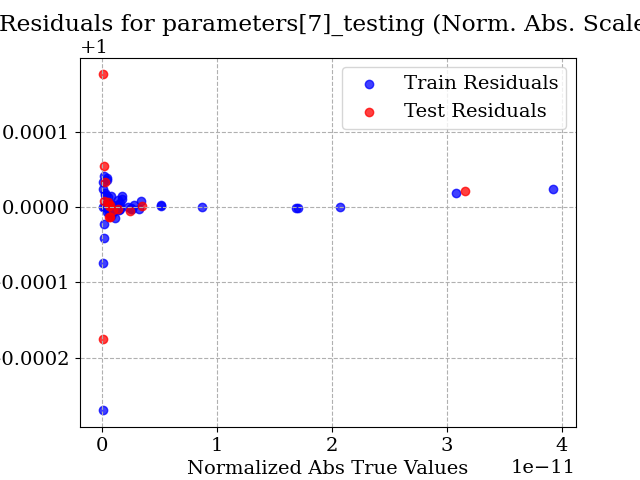 Residuals for parameters[7]_testing (Norm. Abs. Scale
+1
Train Residuals
Test Residuals
0.0001
0.0000
0.0001
0.0002
0 1 2 3 4
Normalized Abs True Values 1e−11